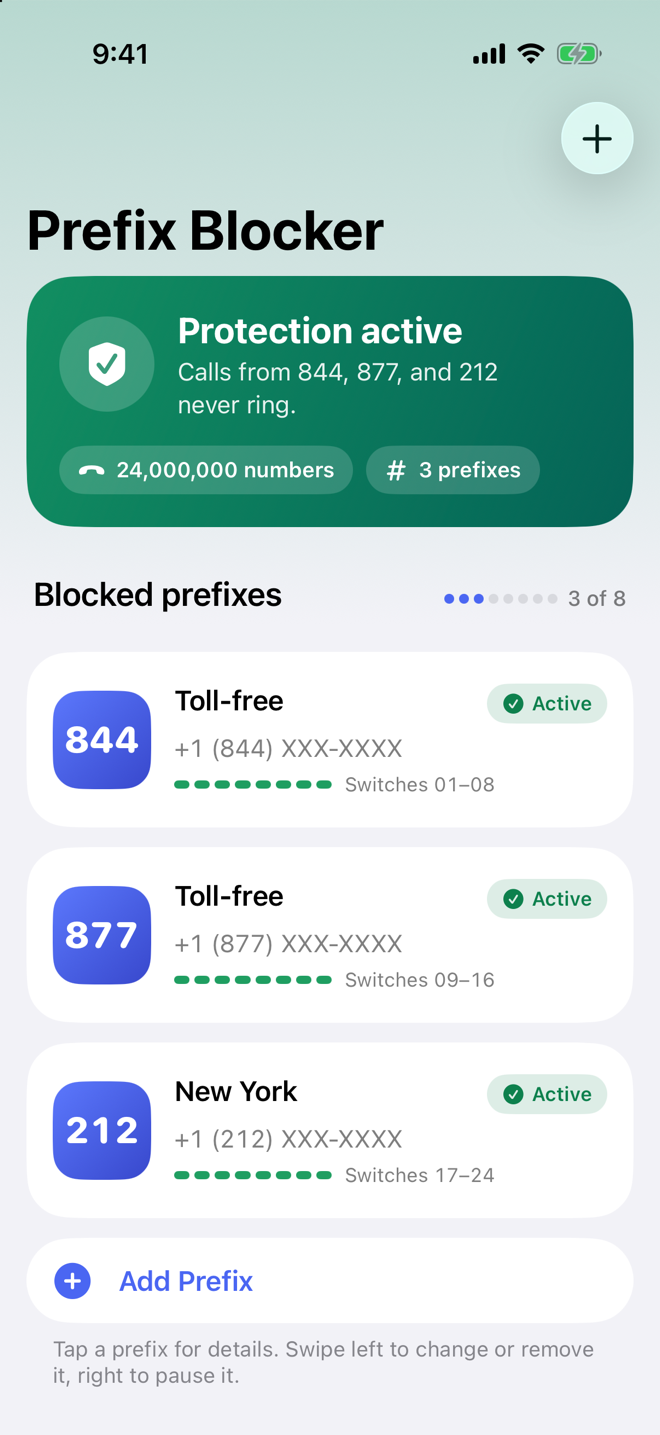 9:41
Prefix Blocker
Protection active
Calls from 844, 877, and 212
never ring.
24,000,000 numbers
# 3 prefixes
Blocked prefixes
3 of 8
844
Toll-free
Active
+1 (844) XXX-XXXX
Switches 01–08
877
Toll-free
Active
+1 (877) XXX-XXXX
Switches 09–16
212
New York
Active
+1 (212) XXX-XXXX
Switches 17–24
Add Prefix
Tap a prefix for details. Swipe left to change or remove
it, right to pause it.